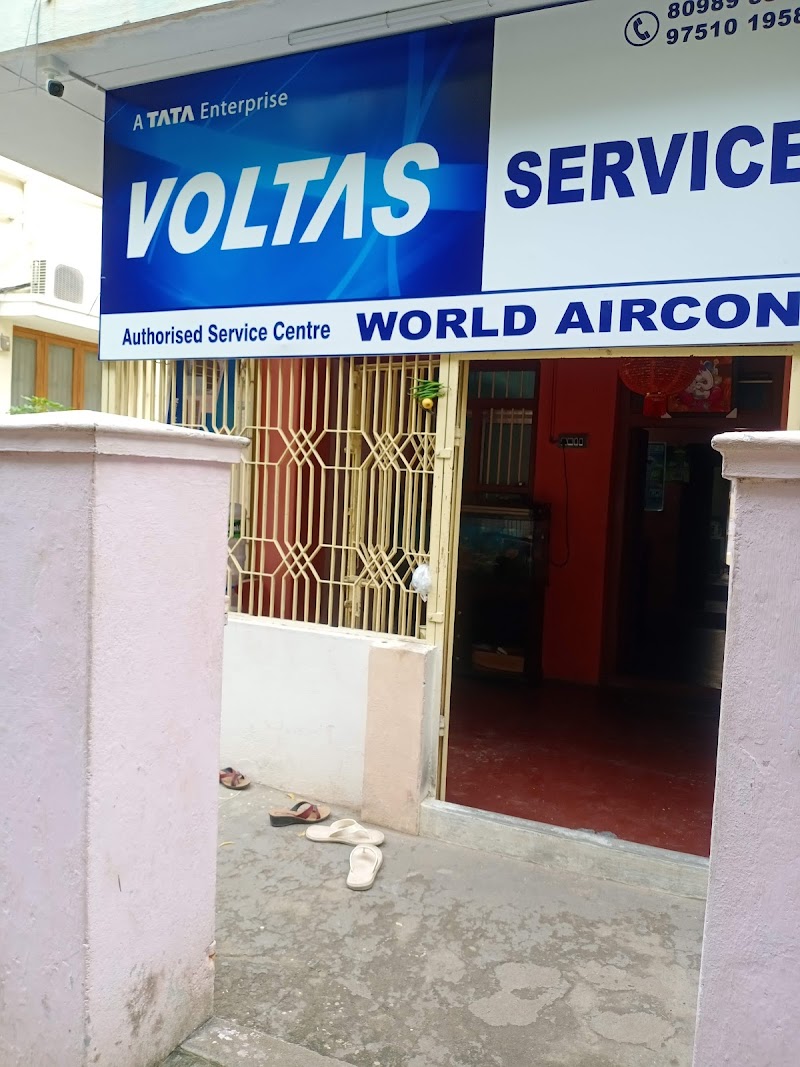 A TATA Enterprise
VOLTAS
Authorised Service Centre
80989
97510 1958
SERVICE
WORLD AIRCON